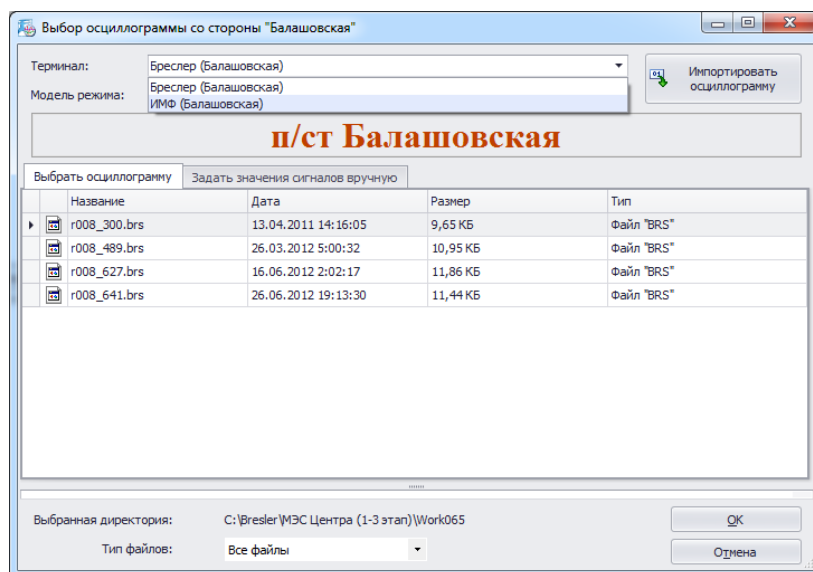 Выбор осциллограммы со стороны "Балашовская"
Терминал: Бреслер (Балашовская)
Импортировать осциллограмму
Бреслер (Балашовская)
Модель режима: ИМФ (Балашовская)
п/ст Балашовская
Выбрать осциллограмму Задать значения сигналов вручную
Название Дата Размер Тип
r008_300.brs 13.04.2011 14:16:05 9,65 КБ Файл "BRS"
r008_489.brs 26.03.2012 5:00:32 10,95 КБ Файл "BRS"
r008_627.brs 16.06.2012 2:02:17 11,86 КБ Файл "BRS"
r008_641.brs 26.06.2012 19:13:30 11,44 КБ Файл "BRS"
Выбранная директория: C:\Bresler\МЭС Центра (1-3 этап)\Work065 OK
Тип файлов: Все файлы Отмена